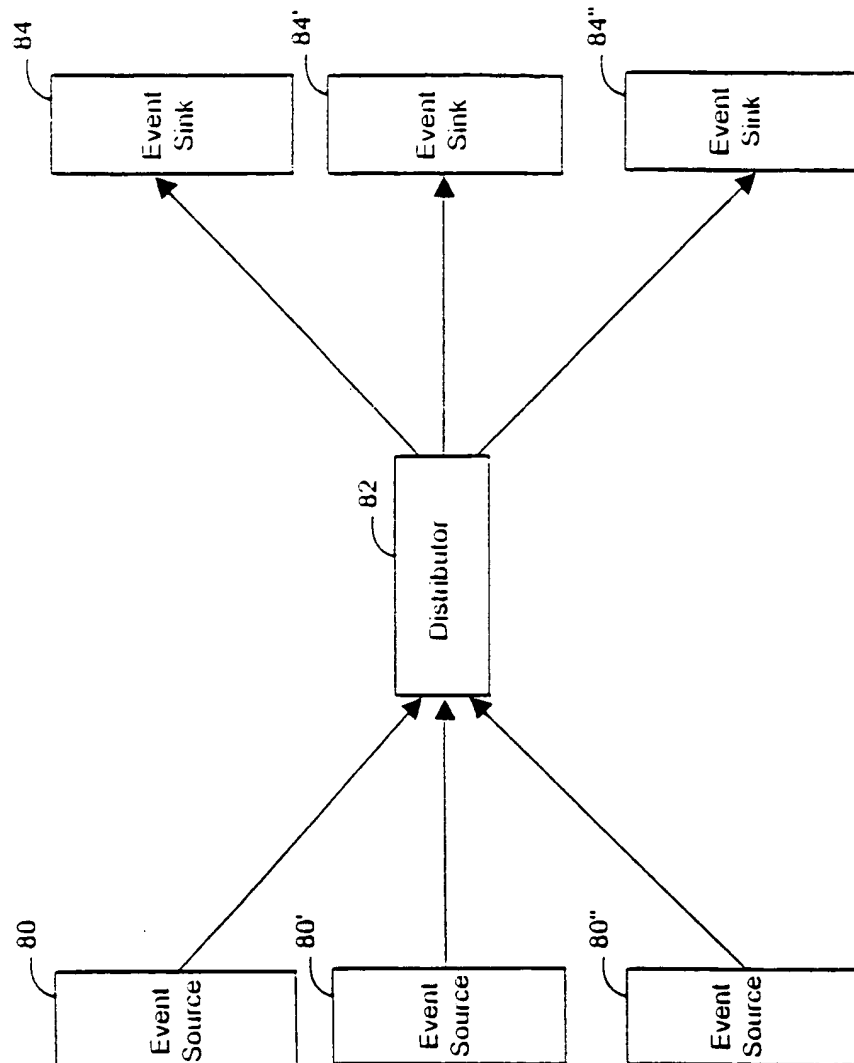 80
Event
Source
80'
Event
Source
80"
Event
Source
82
Distributor
84
Event
Sink
84'
Event
Sink
84"
Event
Sink